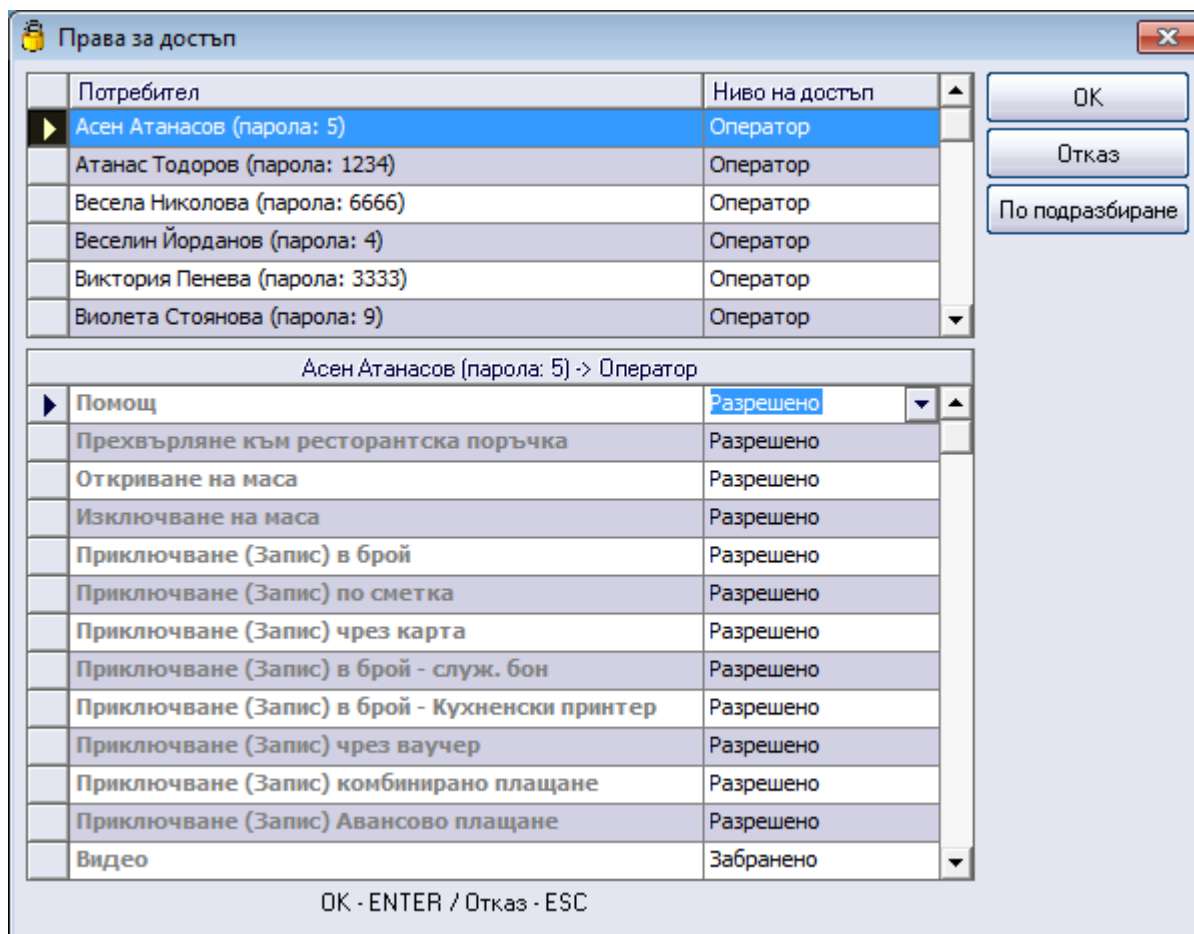 Права за достъп
Потребител Ниво на достъп
Асен Атанасов (парола: 5) Оператор
Атанас Тодоров (парола: 1234) Оператор
Весела Николова (парола: 6666) Оператор
Веселин Йорданов (парола: 4) Оператор
Виктория Пенева (парола: 3333) Оператор
Виолета Стоянова (парола: 9) Оператор
OK
Отказ
По подразбиране
Асен Атанасов (парола: 5) -> Оператор
Помощ Разрешено
Прехвърляне към ресторантска поръчка Разрешено
Откриване на маса Разрешено
Изключване на маса Разрешено
Приключване (Запис) в брой Разрешено
Приключване (Запис) по сметка Разрешено
Приключване (Запис) чрез карта Разрешено
Приключване (Запис) в брой - служ. бон Разрешено
Приключване (Запис) в брой - Кухненски принтер Разрешено
Приключване (Запис) чрез ваучер Разрешено
Приключване (Запис) комбинирано плащане Разрешено
Приключване (Запис) Авансово плащане Разрешено
Видео Забранено
OK - ENTER / Отказ - ESC